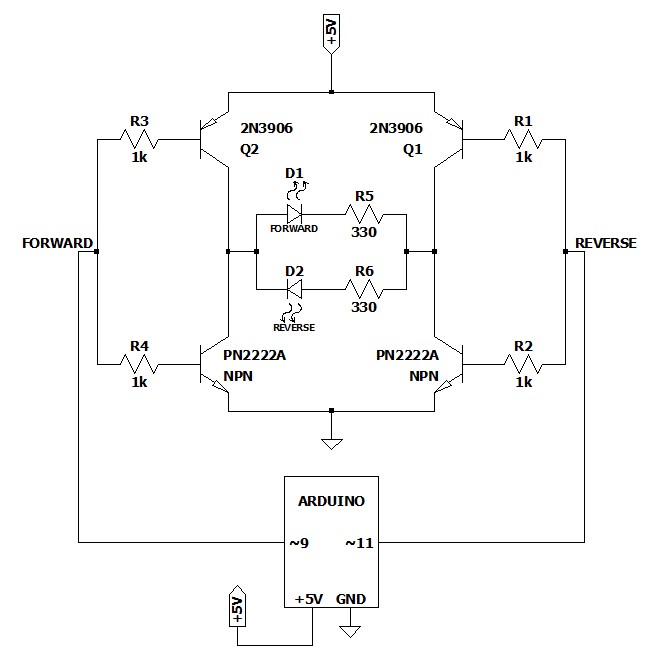 +5V
R3
1k
2N3906
Q2
2N3906
Q1
R1
1k
D1
FORWARD
R5
330
FORWARD
REVERSE
D2
REVERSE
R6
330
R4
1k
PN2222A
NPN
PN2222A
NPN
R2
1k
ARDUINO
~9
~11
+5V
GND
+5V